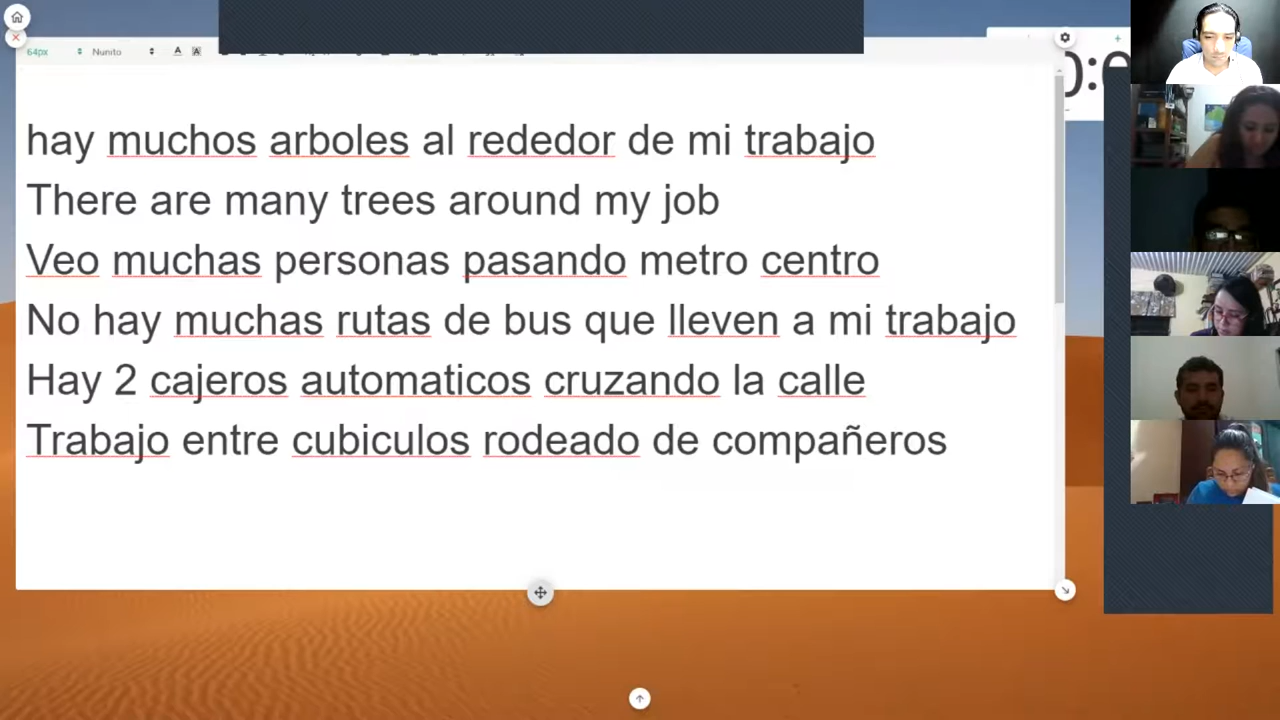 64px Nunito A A
hay muchos arboles al rededor de mi trabajo
There are many trees around my job
Veo muchas personas pasando metro centro
No hay muchas rutas de bus que lleven a mi trabajo
Hay 2 cajeros automaticos cruzando la calle
Trabajo entre cubiculos rodeado de compañeros